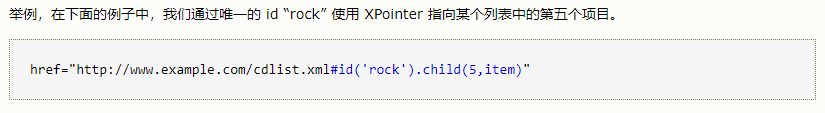 举例，在下面的例子中，我们通过唯一的 id “rock” 使用 XPointer 指向某个列表中的第五个项目。
href="http://www.example.com/cdlist.xml#id('rock').child(5,item)"